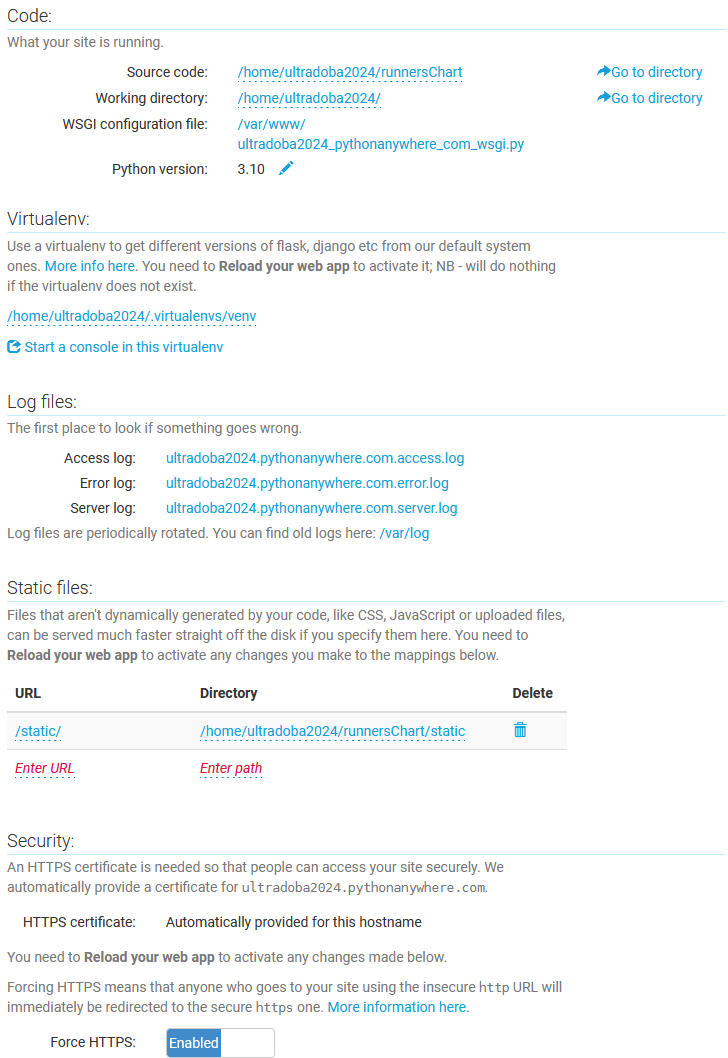 Code:
What your site is running.
Source code: /home/ultradoba2024/runnersChart Go to directory
Working directory: /home/ultradoba2024/ Go to directory
WSGI configuration file: /var/www/
ultradoba2024_pythonanywhere_com_wsgi.py
Python version: 3.10
Virtualenv:
Use a virtualenv to get different versions of flask, django etc from our default system
ones. More info here. You need to Reload your web app to activate it; NB - will do nothing
if the virtualenv does not exist.
/home/ultradoba2024/.virtualenvs/venv
Start a console in this virtualenv
Log files:
The first place to look if something goes wrong.
Access log: ultradoba2024.pythonanywhere.com.access.log
Error log: ultradoba2024.pythonanywhere.com.error.log
Server log: ultradoba2024.pythonanywhere.com.server.log
Log files are periodically rotated. You can find old logs here: /var/log
Static files:
Files that aren't dynamically generated by your code, like CSS, JavaScript or uploaded files,
can be served much faster straight off the disk if you specify them here. You need to
Reload your web app to activate any changes you make to the mappings below.
URL Directory Delete
/static/ /home/ultradoba2024/runnersChart/static
Enter URL Enter path
Security:
An HTTPS certificate is needed so that people can access your site securely. We
automatically provide a certificate for ultradoba2024.pythonanywhere.com.
HTTPS certificate: Automatically provided for this hostname
You need to Reload your web app to activate any changes made below.
Forcing HTTPS means that anyone who goes to your site using the insecure http URL will
immediately be redirected to the secure https one. More information here.
Force HTTPS: Enabled